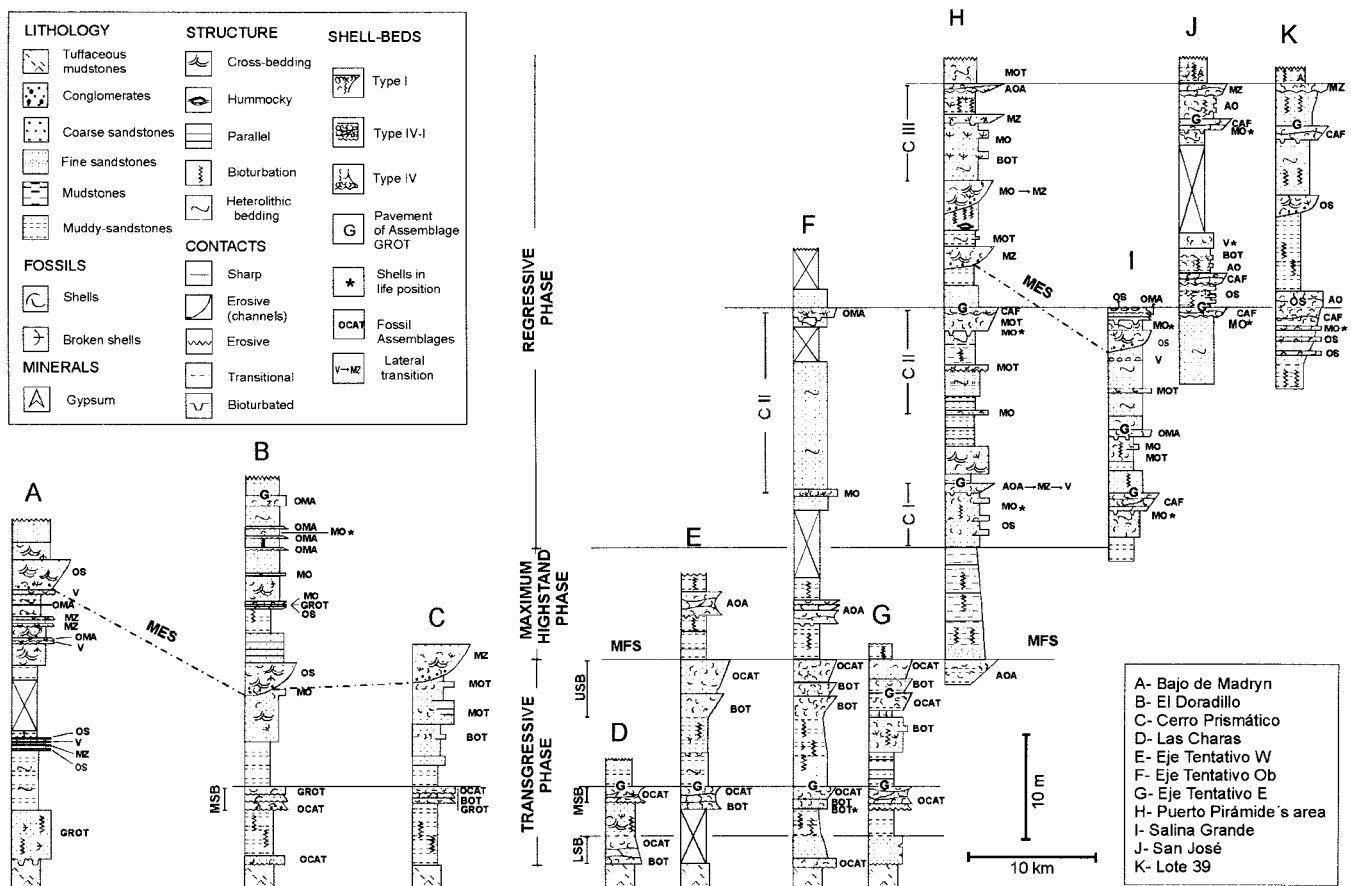 LITHOLOGY
Tuffaceous
mudstones
Conglomerates
Coarse sandstones
Fine sandstones
Mudstones
Muddy-sandstones
FOSSILS
Shells
Broken shells
MINERALS
Gypsum
STRUCTURE
Cross-bedding
Hummocky
Parallel
Bioturbation
Heterolithic
bedding
CONTACTS
Sharp
Erosive
(channels)
Erosive
Transitional
Bioturbated
SHELL-BEDS
Type I
Type IV-I
Type IV
G
Pavement
of Assemblage
GROT
*
Shells in
life position
OCAT
Fossil
Assemblages
V→MZ
Lateral
transition
A
OS
V
OMA
MZ
MZ
OMA
V
OS
V
MZ
OS
GROT
MES
B
G
OMA
OMA
MO*
OMA
OMA
MO
MO
GROT
OS
OS
MO
MSB
GROT
OCAT
OCAT
C
MZ
MOT
MOT
BOT
OCAT
BOT
GROT
REGRESSIVE
PHASE
MAXIMUM
HIGHSTAND
PHASE
TRANSGRESSIVE
PHASE
D
MSB
G
OCAT
LSB
OCAT
BOT
E
AOA
MFS
USB
OCAT
BOT
G
OCAT
BOT
F
OMA
C II
MO
AOA
OCAT
BOT
BOT
G
OCAT
BOT
BOT*
OCAT
G
OCAT
BOT
G
OCAT
BOT
G
OCAT
H
MOT
AOA
C III
MZ
MO
BOT
MO→MZ
MOT
MZ
MES
G
CAF
MOT
MO*
C II
MOT
MO
G
AOA→MZ→V
C I
MO*
OS
MFS
AOA
I
OS
OMA
MO*
OS
V
MOT
G
OMA
MO
MOT
G
CAF
MO*
J
A
MZ
AO
G
CAF
MO*
V*
BOT
AO
CAF
OS
G
CAF
MO*
K
A
MZ
G
CAF
OS
OS
AO
CAF
MO*
OS
OS
10 m
10 km
A- Bajo de Madryn
B- El Doradillo
C- Cerro Prismático
D- Las Charas
E- Eje Tentativo W
F- Eje Tentativo Ob
G- Eje Tentativo E
H- Puerto Pirámide´s area
I- Salina Grande
J- San José
K- Lote 39